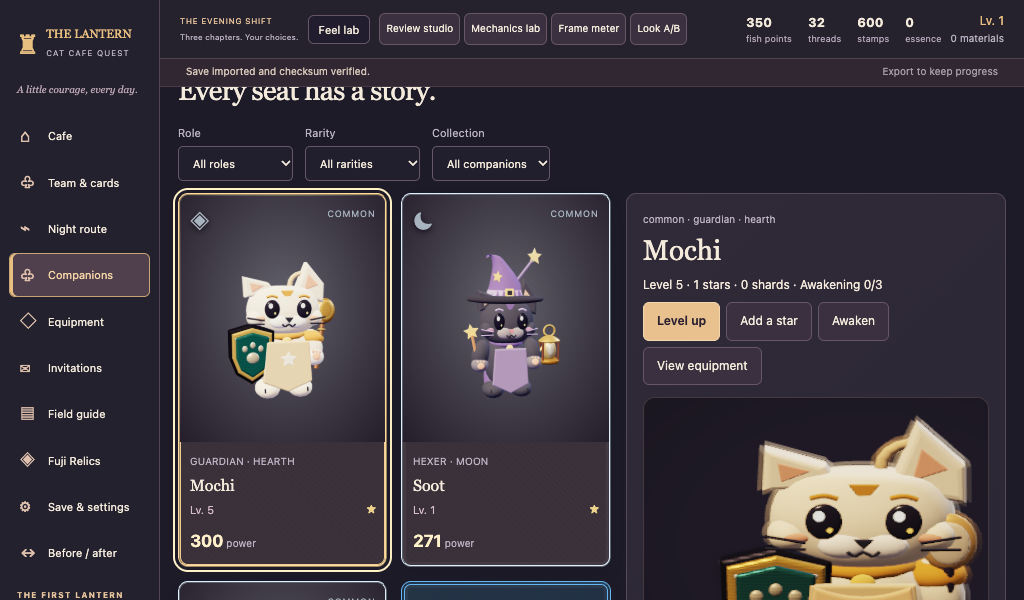 THE LANTERN
CAT CAFE QUEST
A little courage, every day.
Cafe
Team & cards
Night route
Companions
Equipment
Invitations
Field guide
Fuji Relics
Save & settings
Before / after
THE FIRST LANTERN
THE EVENING SHIFT
Three chapters. Your choices.
Feel lab
Review studio
Mechanics lab
Frame meter
Look A/B
350
fish points
32
threads
600
stamps
0
essence
Lv. 1
0 materials
Save imported and checksum verified.
Export to keep progress
Every seat has a story.
Role
Rarity
Collection
All roles
All rarities
All companions
COMMON
GUARDIAN · HEARTH
Mochi
Lv. 5
300 power
COMMON
HEXER · MOON
Soot
Lv. 1
271 power
COMMON
common · guardian · hearth
Mochi
Level 5 · 1 stars · 0 shards · Awakening 0/3
Level up
Add a star
Awaken
View equipment